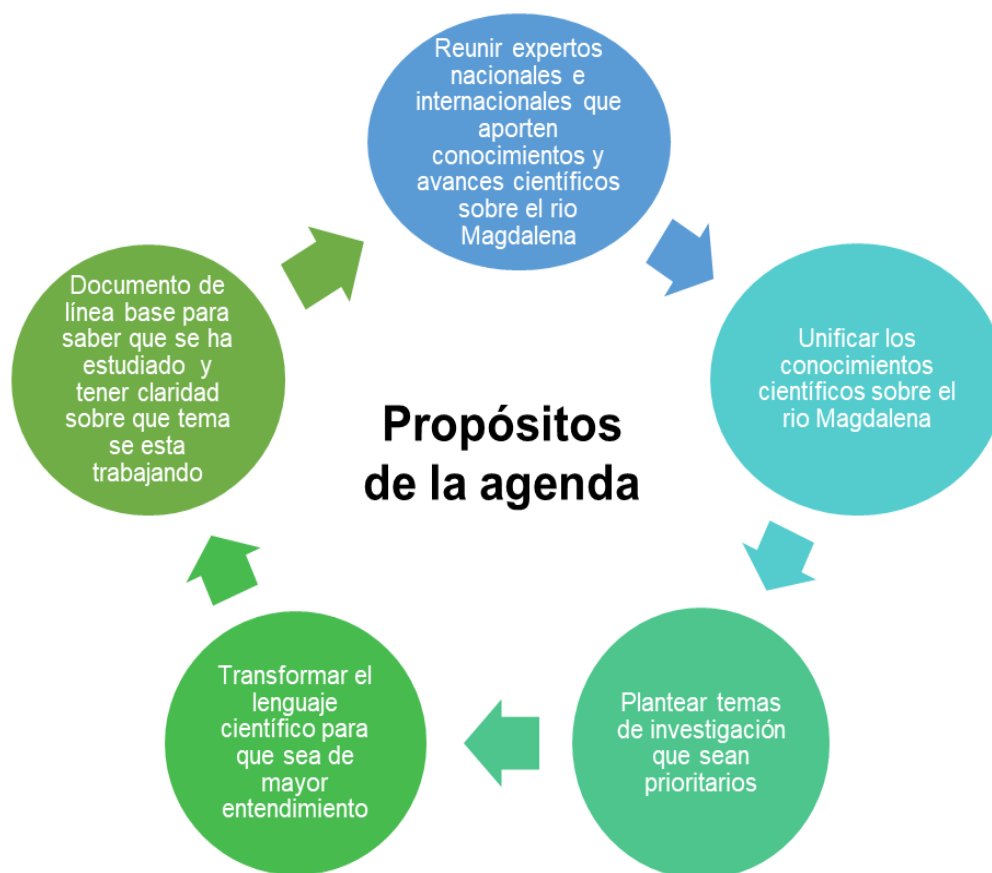 Reunir expertos
nacionales e
internacionales que
aporten
conocimientos y
avances científicos
sobre el rio
Magdalena
Unificar los
conocimientos
científicos sobre el
rio Magdalena
Plantear temas
de investigación
que sean
prioritarios
Transformar el
lenguaje
científico para
que sea de
mayor
entendimiento
Documento de
línea base para
saber que se ha
estudiado y
tener claridad
sobre que tema
se esta
trabajando
Propósitos
de la agenda